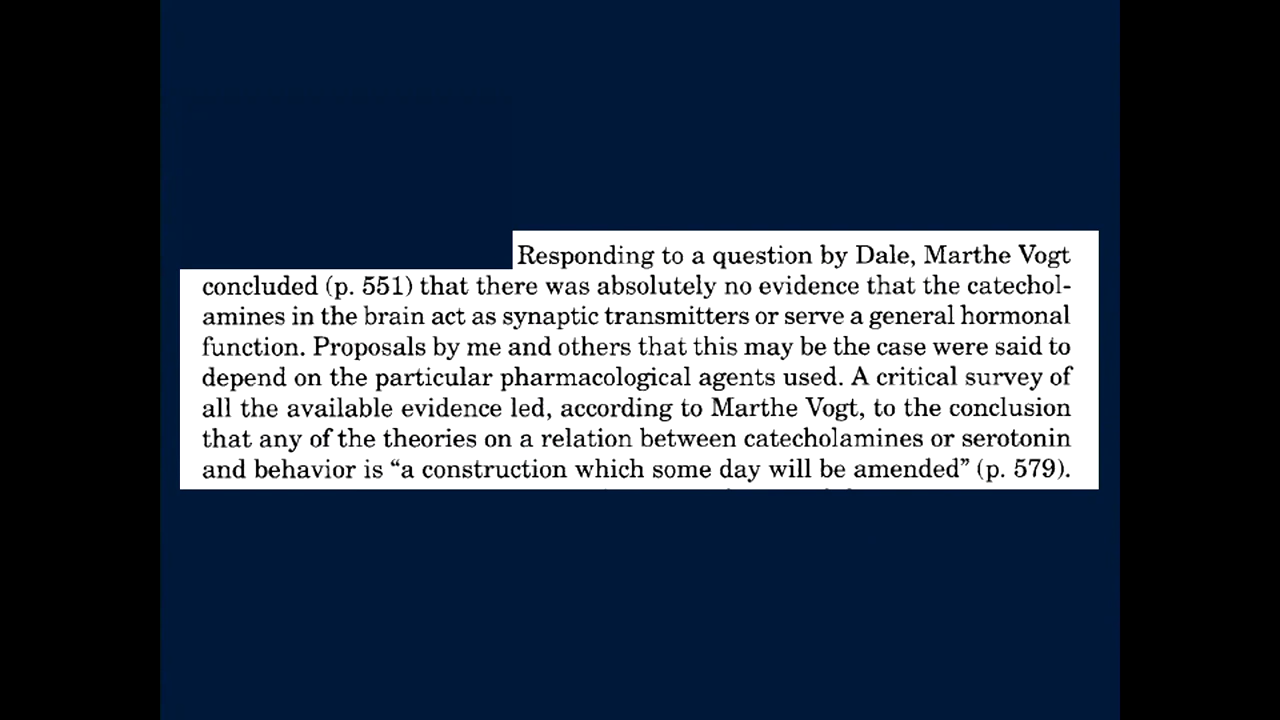 Responding to a question by Dale, Marthe Vogt
concluded (p. 551) that there was absolutely no evidence that the catechol-
amines in the brain act as synaptic transmitters or serve a general hormonal
function. Proposals by me and others that this may be the case were said to
depend on the particular pharmacological agents used. A critical survey of
all the available evidence led, according to Marthe Vogt, to the conclusion
that any of the theories on a relation between catecholamines or serotonin
and behavior is “a construction which some day will be amended” (p. 579).